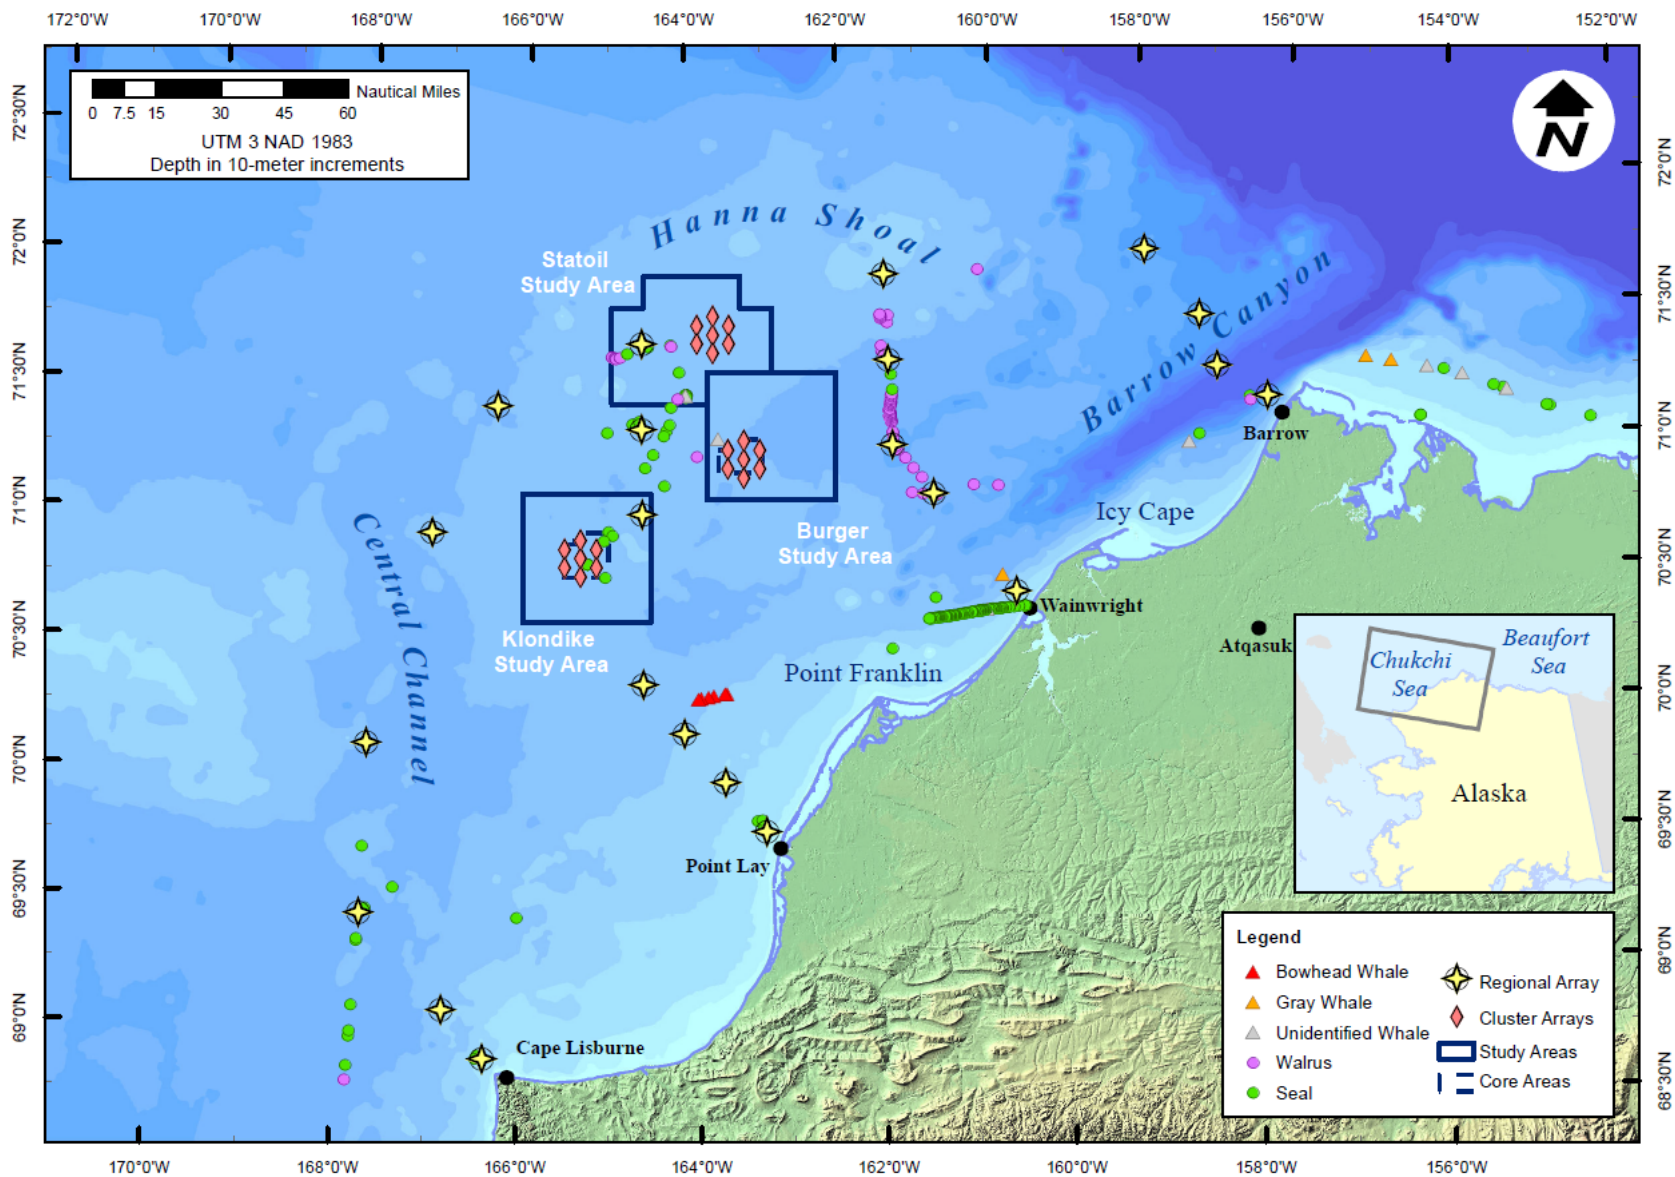 172°0'W 170°0'W 168°0'W 166°0'W 164°0'W 162°0'W 160°0'W 158°0'W 156°0'W 154°0'W 152°0'W
Nautical Miles
0 7.5 15 30 45 60
UTM 3 NAD 1983
Depth in 10-meter increments
N
72°30'N
72°0'N
71°30'N
71°0'N
70°30'N
70°0'N
69°30'N
69°0'N
72°0'N
71°30'N
71°0'N
70°30'N
70°0'N
69°30'N
69°0'N
68°30'N
Hanna Shoal
Statoil
Study Area
Barrow Canyon
Barrow
Central Channel
Icy Cape
Burger
Study Area
Wainwright
Atqasuk
Klondike
Study Area
Point Franklin
Point Lay
Cape Lisburne
Chukchi
Sea
Beaufort
Sea
Alaska
Legend
Bowhead Whale
Gray Whale
Unidentified Whale
Walrus
Seal
Regional Array
Cluster Arrays
Study Areas
Core Areas
170°0'W 168°0'W 166°0'W 164°0'W 162°0'W 160°0'W 158°0'W 156°0'W